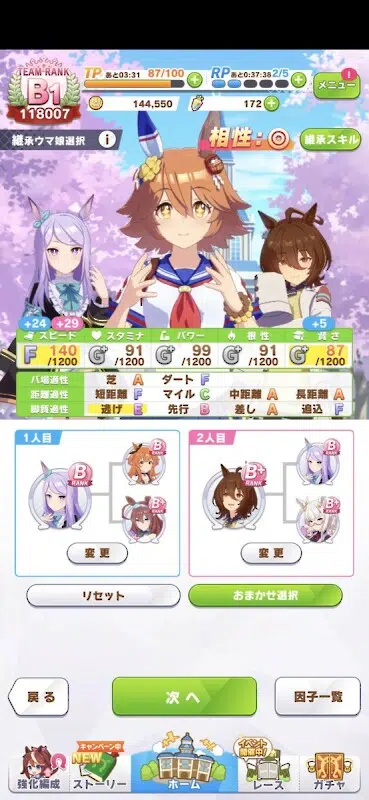 TEAM-RANK
B1
118007
TP あと03:31 87/100
RP あと0:37:38 2/5
メニュー
144,550
172
継承ウマ娘選択
相性:◎
継承スキル
+24 +29 +5
スピード スタミナ パワー 根性 賢さ
F 140/1200 G+ 91/1200 G+ 99/1200 G+ 91/1200 G+ 87/1200
バ場適性 芝 A ダート F
距離適性 短距離 F マイル C 中距離 A 長距離 A
脚質適性 逃げ E 先行 B 差し A 追込 F
1人目 2人目
B RANK
B RANK
B RANK
B+ RANK
B RANK
B RANK
変更 変更
リセット おまかせ選択
戻る 次へ 因子一覧
キャンペーン中!
NEW
イベント開催中!
強化編成 ストーリー ホーム レース ガチャ